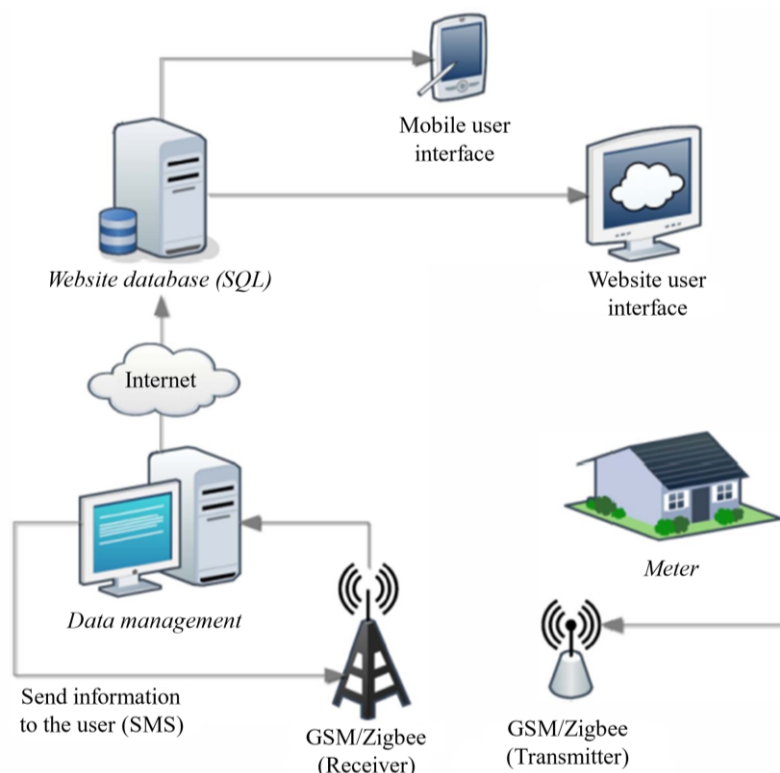 Mobile user
interface
Website database (SQL)
Website user
interface
Internet
Meter
Data management
Send information
to the user (SMS)
GSM/Zigbee
(Receiver)
GSM/Zigbee
(Transmitter)